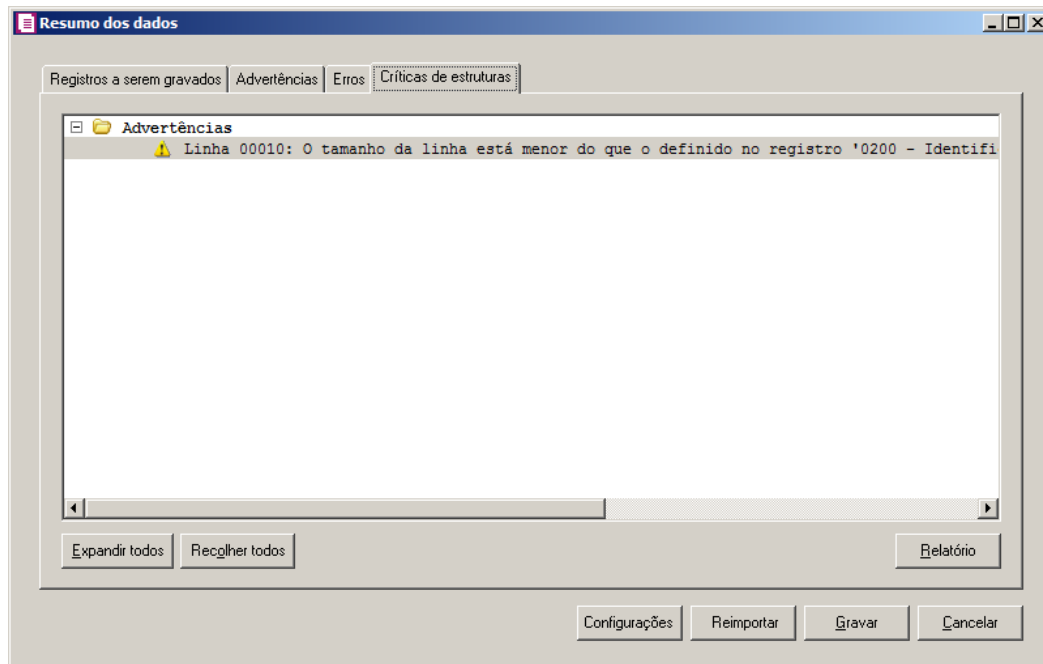 Resumo dos dados
Registros a serem gravados Advertências Erros Críticas de estruturas
Advertências
Linha 00010: O tamanho da linha está menor do que o definido no registro '0200 - Identifi
Expandir todos Recolher todos Relatório
Configurações Reimportar Gravar Cancelar